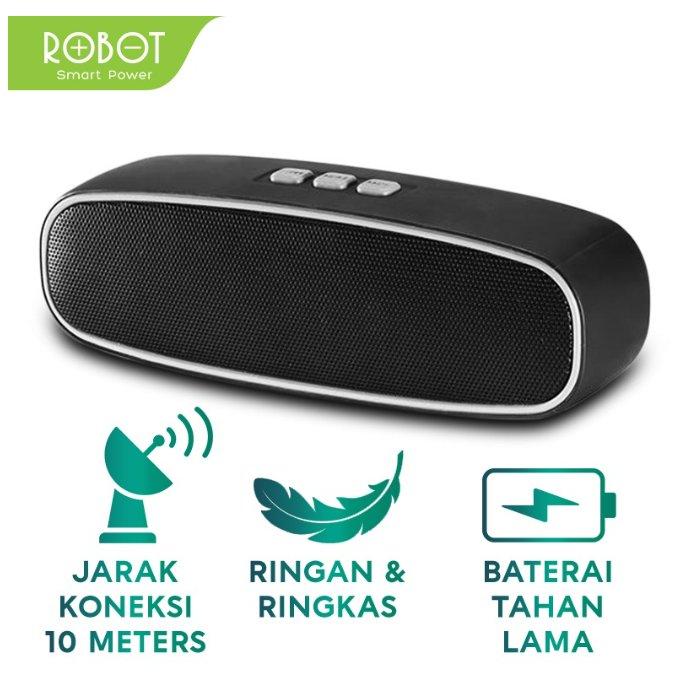 ROBOT
Smart Power
JARAK
KONEKSI
10 METERS
RINGAN &
RINGKAS
BATERAI
TAHAN
LAMA